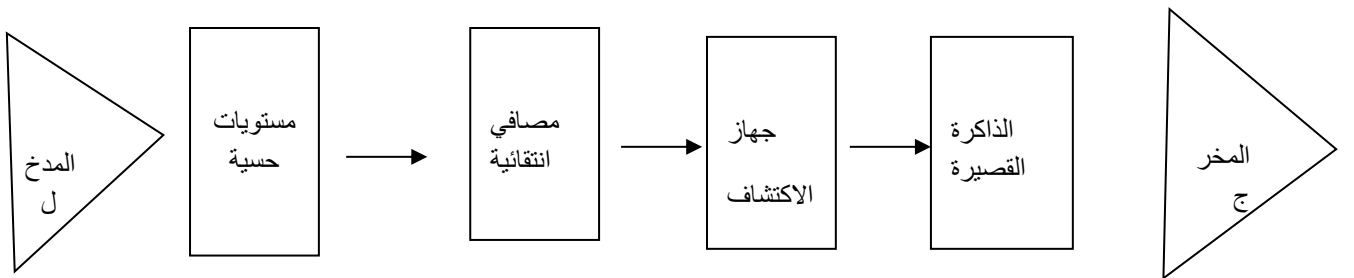 المدخ
ل
مستويات
حسية
مصافي
انتقائية
جهاز
الاكتشاف
الذاكرة
القصيرة
المخر
ج